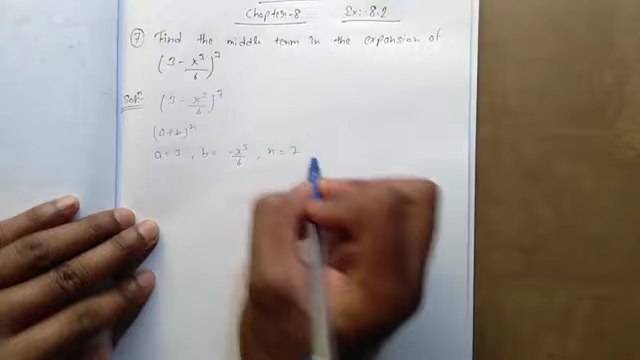 Chapter-8 Ex:-8.2
⑦ Find the middle term in the expansion of
(3 - x³/6)⁷
Solⁿ (3 - x³/6)⁷
(a+b)ⁿ
a = 3 , b = -x³/6 , n = 7